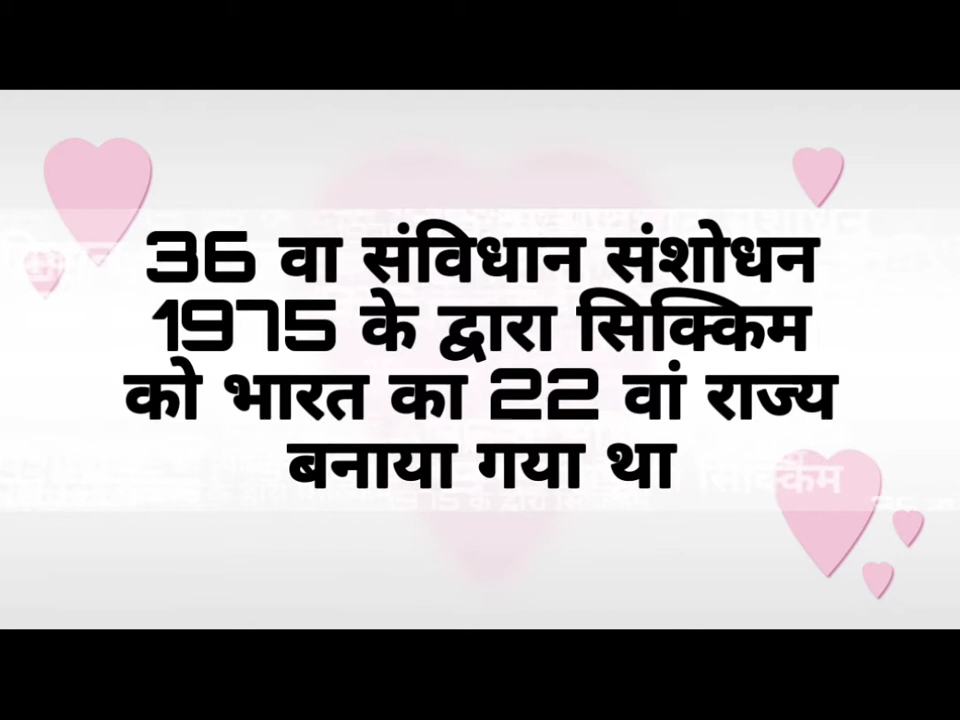 36 वा संविधान संशोधन
1975 के द्वारा सिक्किम
को भारत का 22 वां राज्य
बनाया गया था